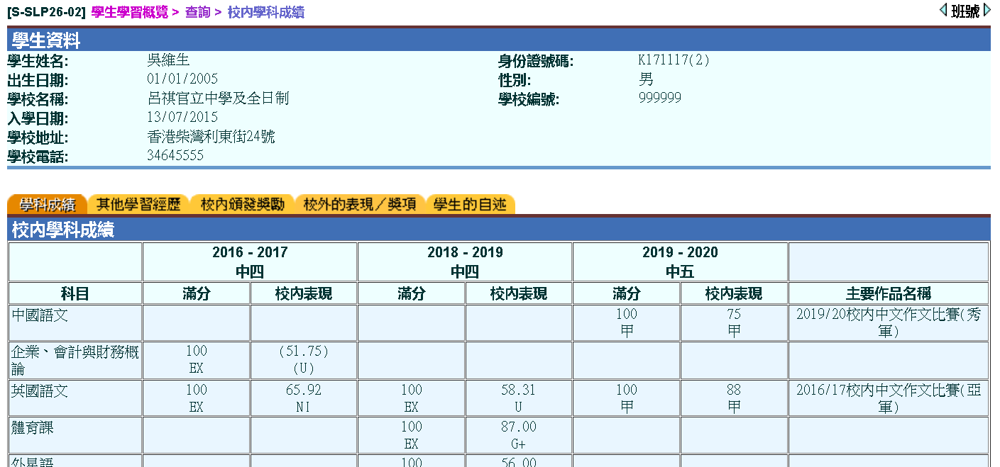 [S-SLP26-02] 學生學習概覽 > 查詢 > 校內學科成績
班號
學生資料
學生姓名: 吳維生 身份證號碼: K171117(2)
出生日期: 01/01/2005 性別: 男
學校名稱: 呂祺官立中學及全日制 學校編號: 999999
入學日期: 13/07/2015
學校地址: 香港柴灣利東街24號
學校電話: 34645555
學科成績 其他學習經歷 校內頒發獎勵 校外的表現／獎項 學生的自述
校內學科成績
2016 - 2017 2018 - 2019 2019 - 2020
中四 中四 中五
科目 滿分 校內表現 滿分 校內表現 滿分 校內表現 主要作品名稱
中國語文 100 75 2019/20校內中文作文比賽(秀
甲 甲 軍)
企業、會計與財務概 100 (51.75)
論 EX (U)
英國語文 100 65.92 100 58.31 100 88 2016/17校內中文作文比賽(亞
EX NI EX U 甲 甲 軍)
體育課 100 87.00
EX G+
外星語 100 56.00